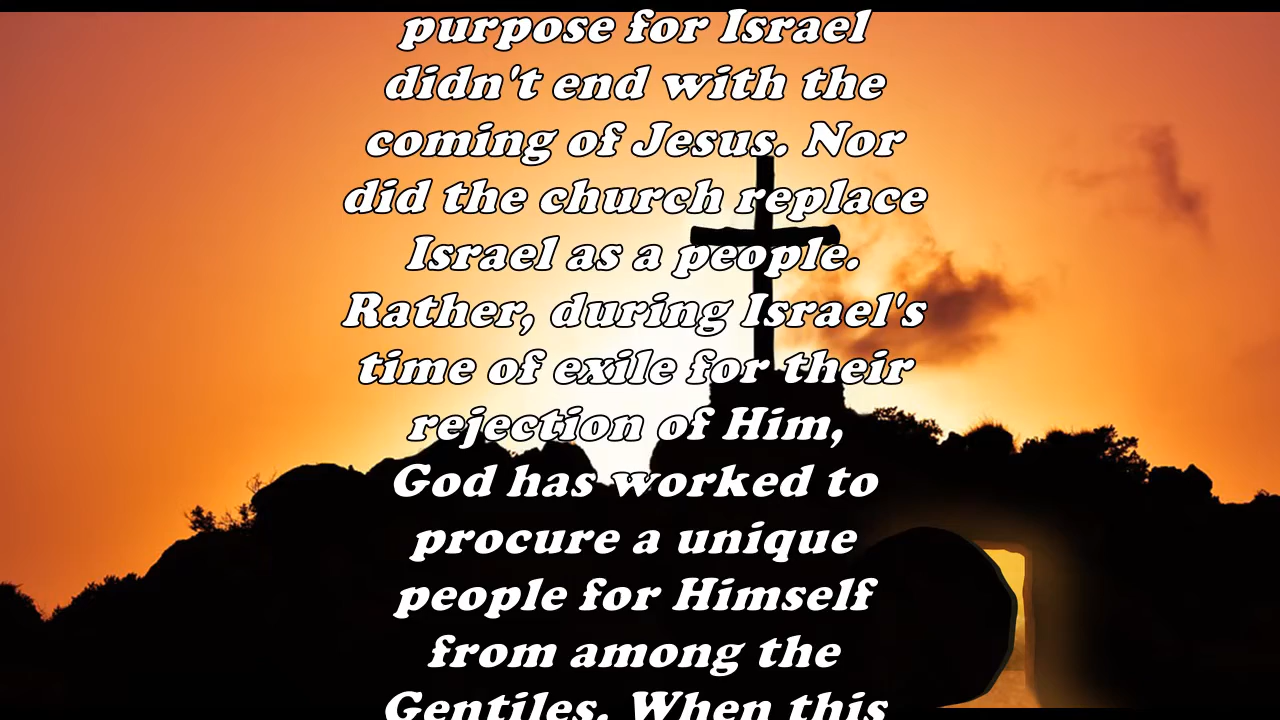 purpose for Israel
didn't end with the
coming of Jesus. Nor
did the church replace
Israel as a people.
Rather, during Israel's
time of exile for their
rejection of Him,
God has worked to
procure a unique
people for Himself
from among the
Gentiles. When this